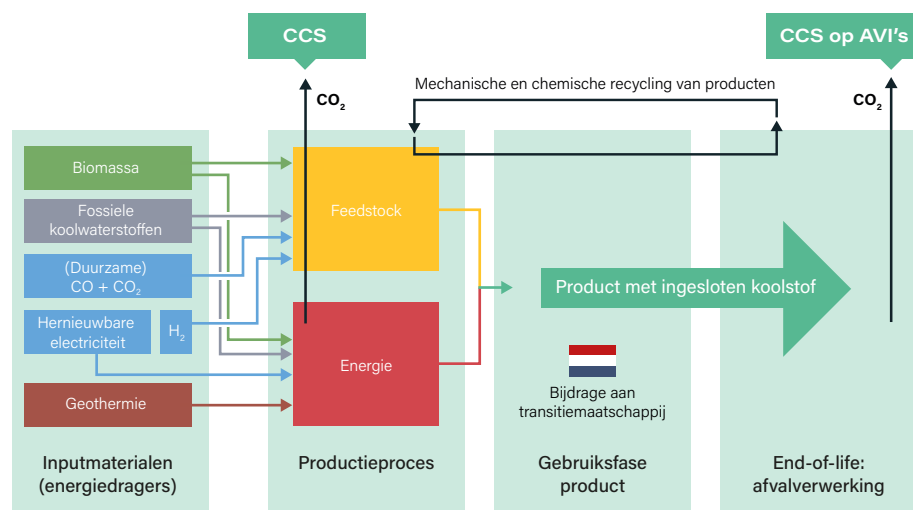 CCS
CCS op AVI's
CO2
Mechanische en chemische recycling van producten
CO2
Biomassa
Fossiele
koolwaterstoffen
(Duurzame)
CO + CO2
Hernieuwbare
electriciteit
H2
Geothermie
Feedstock
Energie
Product met ingesloten koolstof
Bijdrage aan
transitiemaatschappij
Inputmaterialen
(energiedragers)
Productieproces
Gebruiksfase
product
End-of-life:
afvalverwerking